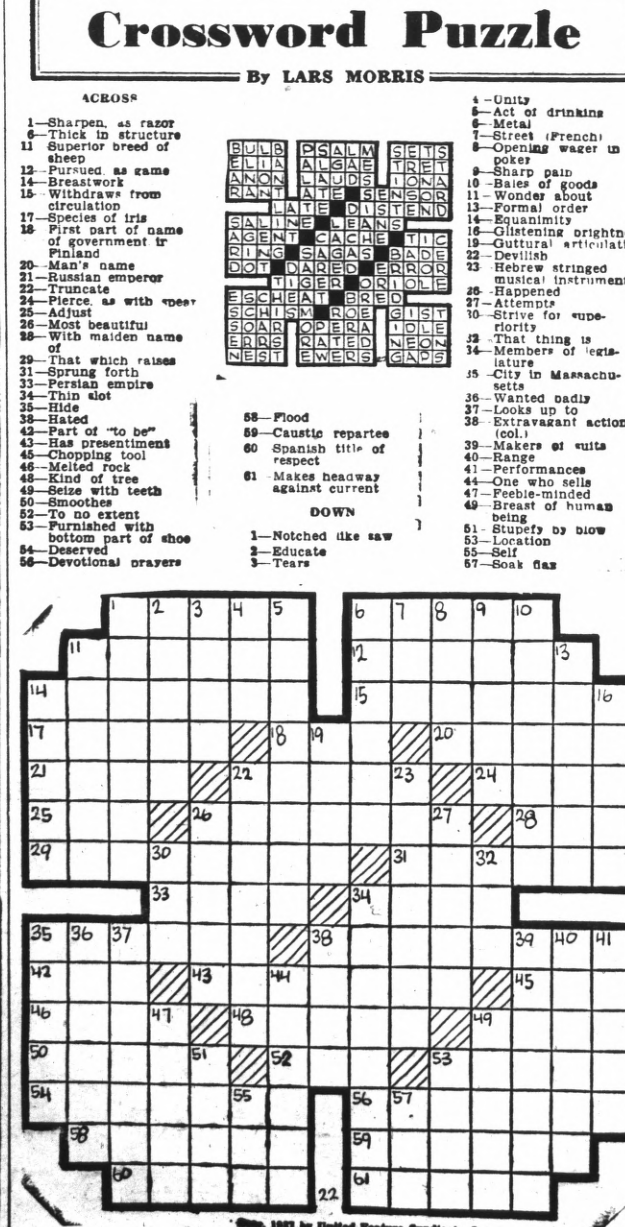 Crossword Puzzle
By LARS MORRIS
ACROSS
1—Sharpen, as razor
6—Thick in structure
11 Superior breed of
sheep
12—Pursued, as game
14—Breastwork
15—Withdraws from
circulation
17—Species of iris
18 First part of name
of government in
Finland
20—Man's name
21—Russian emperor
22—Truncate
24—Pierce, as with spear
25—Adjust
26—Most beautiful
28—With maiden name
of
29—That which raises
31—Sprung forth
33—Persian empire
34—Thin slot
35—Hide
38—Hated
42—Part of "to be"
43—Has presentiment
45—Chopping tool
46—Melted rock
48—Kind of tree
49—Seize with teeth
50—Smoothes
52—To no extent
53—Furnished with
bottom part of shoe
54—Deserved
56—Devotional prayers
BULB PSALM SETS
ELIA ALGAE TRET
ANON LAUDS IONA
RANT ATE SENSOR
LATE DISTEND
SALINE LEANS
AGENT CACHE TIC
RING SAGAS BADE
DOT DARED ERROR
TIGER ORIOLE
ESCHEAT BRED
SCHISM ROE GIST
SOAR OPERA IDLE
ERRS RATED NEON
NEST EWERS GAPS
58—Flood
59—Caustic repartee
60 Spanish title of
respect
61 Makes headway
against current
DOWN
1—Notched like saw
2—Educate
3—Tears
4—Unity
5—Act of drinking
6—Metal
7—Street (French)
8—Opening wager in
poker
9—Sharp pain
10—Bales of goods
11—Wonder about
13—Formal order
14—Equanimity
16—Glistening brightn
19—Guttural articulati
22—Devilish
23—Hebrew stringed
musical instrumen
26—Happened
27—Attempts
30—Strive for supe-
riority
32—That thing is
34—Members of legis-
lature
35—City in Massachu-
setts
36—Wanted badly
37—Looks up to
38—Extravagant action
(col.)
39—Makers of suits
40—Range
41—Performances
44—One who sells
47—Feeble-minded
49—Breast of human
being
51—Stupefy by blow
53—Location
55—Self
57—Soak flax
1 2 3 4 5 6 7 8 9 10
11 12 13
14 15 16
17 18 19 20
21 22 23 24
25 26 27 28
29 30 31 32
33 34
35 36 37 38 39 40 41
42 43 44 45
46 47 48 49
50 51 52 53
54 55 56 57
58 59
60 61
22
by United Feature